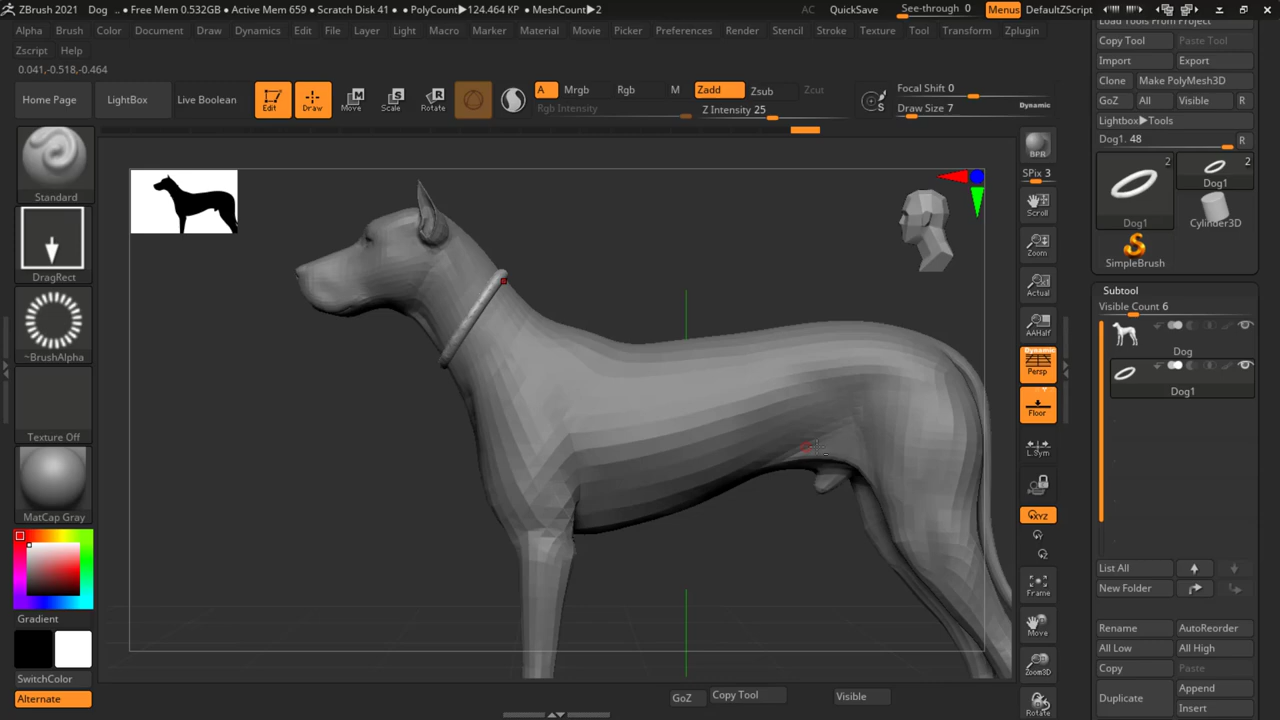 ZBrush 2021 Dog .. • Free Mem 0.532GB • Active Mem 659 • Scratch Disk 41 • PolyCount▶124.464 KP • MeshCount▶2 AC QuickSave See-through 0 Menus DefaultZScript
Alpha Brush Color Document Draw Dynamics Edit File Layer Light Macro Marker Material Movie Picker Preferences Render Stencil Stroke Texture Tool Transform Zplugin
Zscript Help
0.041,-0.518,-0.464
Home Page LightBox Live Boolean Edit Draw Move Scale Rotate A Mrgb Rgb M Zadd Zsub Zcut Focal Shift 0
Rgb Intensity Z Intensity 25 S Draw Size 7 Dynamic
Standard
DragRect
~BrushAlpha
Texture Off
MatCap Gray
Gradient
SwitchColor
Alternate
BPR
SPix 3
Scroll
Zoom
Actual
AAHalf
Dynamic
Persp
Floor
L.Sym
XYZ
Y
Z
Frame
Move
Zoom3D
Rotate
Load Tools From Project
Copy Tool Paste Tool
Import Export
Clone Make PolyMesh3D
GoZ All Visible R
Lightbox▶Tools
Dog1. 48 R
2 2
Dog1
Dog1 Cylinder3D
SimpleBrush
Subtool
Visible Count 6
Dog
Dog1
List All
New Folder
Rename AutoReorder
All Low All High
Copy Paste
Duplicate Append
Insert
GoZ Copy Tool Visible